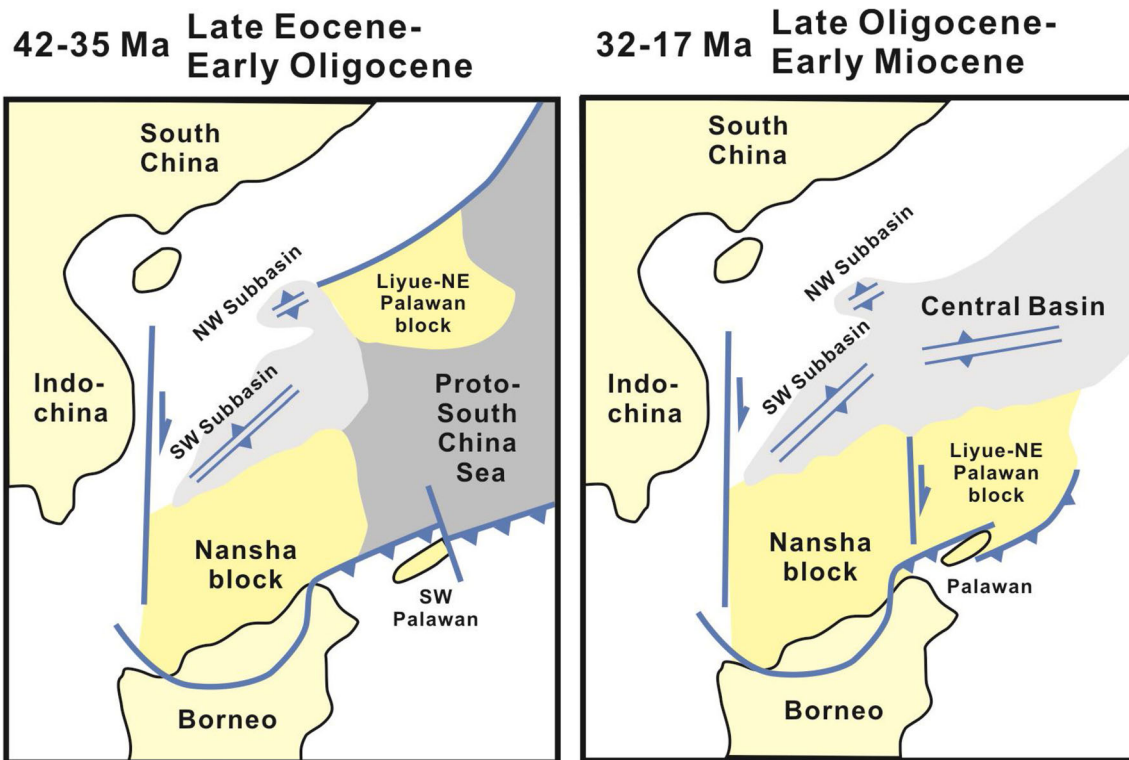 42-35 Ma Late Eocene-
Early Oligocene
South
China
NW Subbasin
Liyue-NE
Palawan
block
Indo-
china
SW Subbasin
Proto-
South
China
Sea
Nansha
block
SW
Palawan
Borneo
32-17 Ma Late Oligocene-
Early Miocene
South
China
NW Subbasin
Central Basin
SW Subbasin
Indo-
china
Liyue-NE
Palawan
block
Nansha
block
Palawan
Borneo